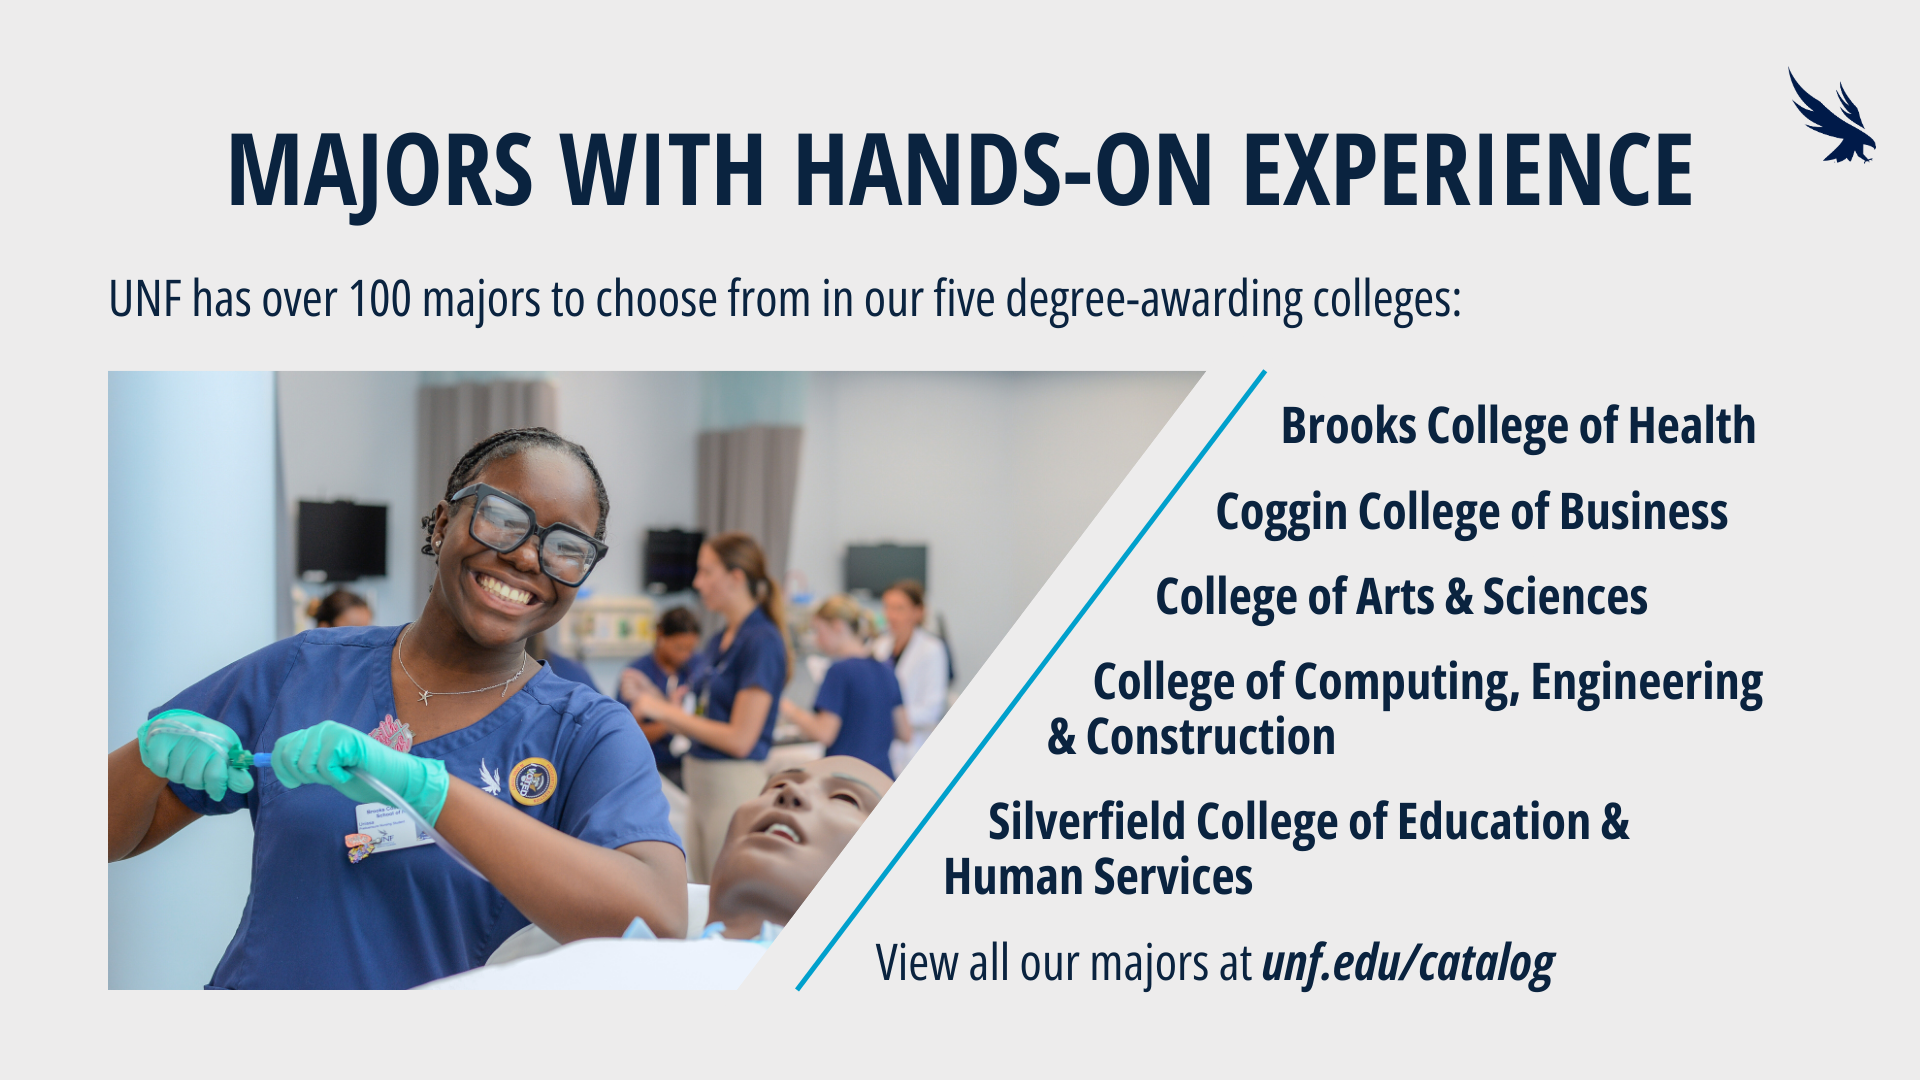 MAJORS WITH HANDS-ON EXPERIENCE
UNF has over 100 majors to choose from in our five degree-awarding colleges:
Brooks College of Health
Coggin College of Business
College of Arts & Sciences
College of Computing, Engineering
& Construction
Silverfield College of Education &
Human Services
View all our majors at unf.edu/catalog